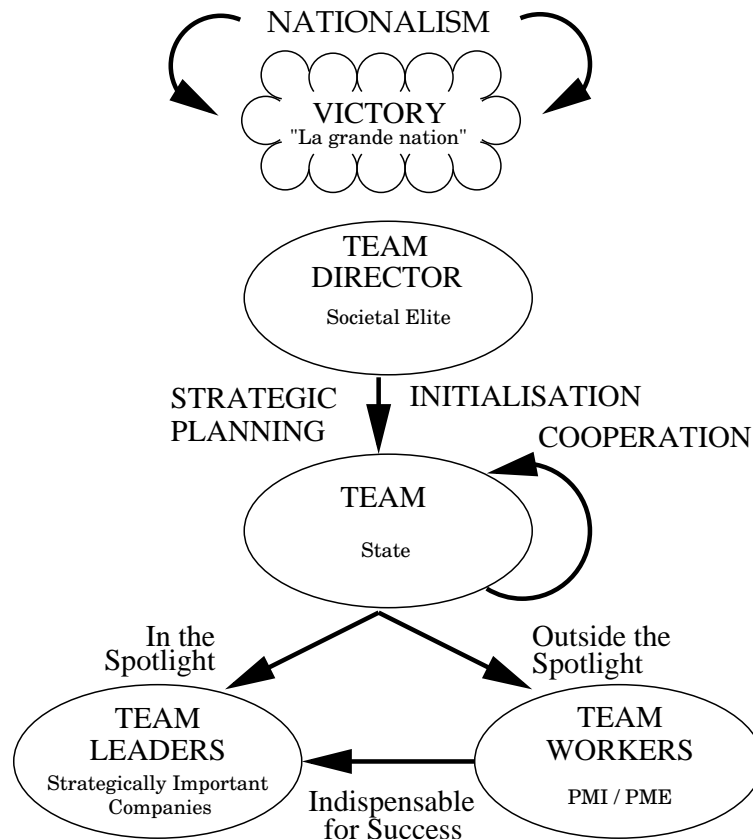 NATIONALISM
VICTORY
"La grande nation"
TEAM
DIRECTOR
Societal Elite
STRATEGIC
PLANNING
INITIALISATION
COOPERATION
TEAM
State
In the
Spotlight
Outside the
Spotlight
TEAM
LEADERS
Strategically Important
Companies
TEAM
WORKERS
PMI / PME
Indispensable
for Success